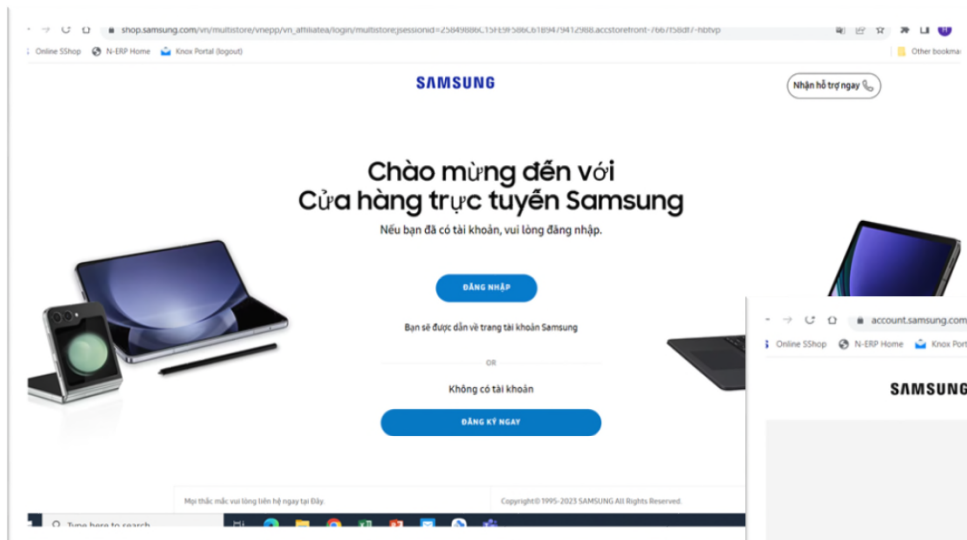 shop.samsung.com/vn/multistore/vnepp/vn_affiliatea/login/multistore;jsessionid=
Online SShop N-ERP Home Knox Portal (logout) Other bookma
SAMSUNG
Nhận hỗ trợ ngay
Chào mừng đến với
Cửa hàng trực tuyến Samsung
Nếu bạn đã có tài khoản, vui lòng đăng nhập.
ĐĂNG NHẬP
Bạn sẽ được dẫn về trang tài khoản Samsung
OR
Không có tài khoản
ĐĂNG KÝ NGAY
Mọi thắc mắc vui lòng liên hệ ngay tại Đây.
Copyright© 1995-2023 SAMSUNG All Rights Reserved.
Type here to search
account.samsung.com
Online SShop N-ERP Home Knox Port
SAMSUNG